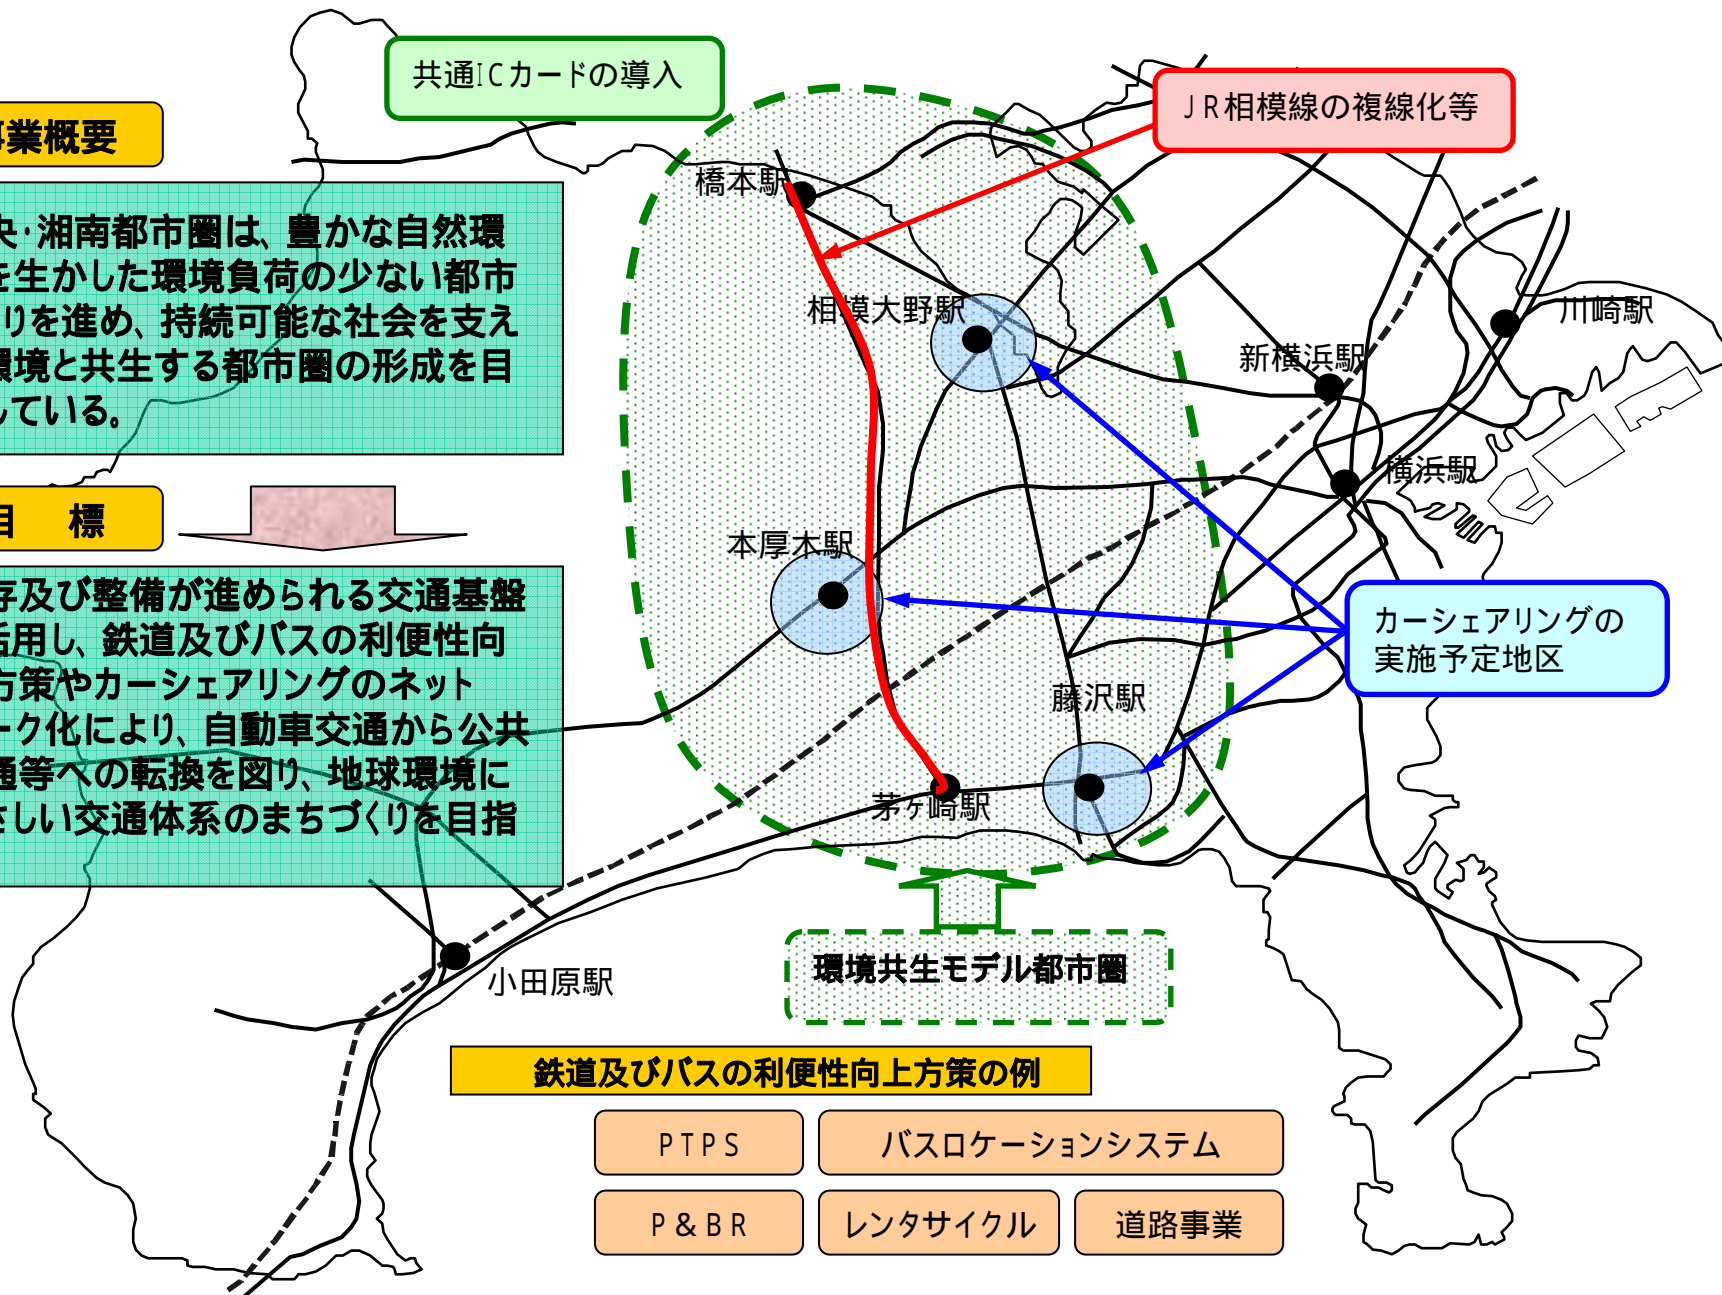 共通ICカードの導入
JR相模線の複線化等
業概要
央・湘南都市圏は、豊かな自然環
を生かした環境負荷の少ない都市
りを進め、持続可能な社会を支え
環境と共生する都市圏の形成を目
している。
目　標
存及び整備が進められる交通基盤
活用し、鉄道及びバスの利便性向
方策やカーシェアリングのネット
ーク化により、自動車交通から公共
通等への転換を図り、地球環境に
さしい交通体系のまちづくりを目指
橋本駅
相模大野駅
川崎駅
新横浜駅
横浜駅
本厚木駅
カーシェアリングの
実施予定地区
藤沢駅
茅ヶ崎駅
小田原駅
環境共生モデル都市圏
鉄道及びバスの利便性向上方策の例
PTPS
バスロケーションシステム
P＆BR
レンタサイクル
道路事業